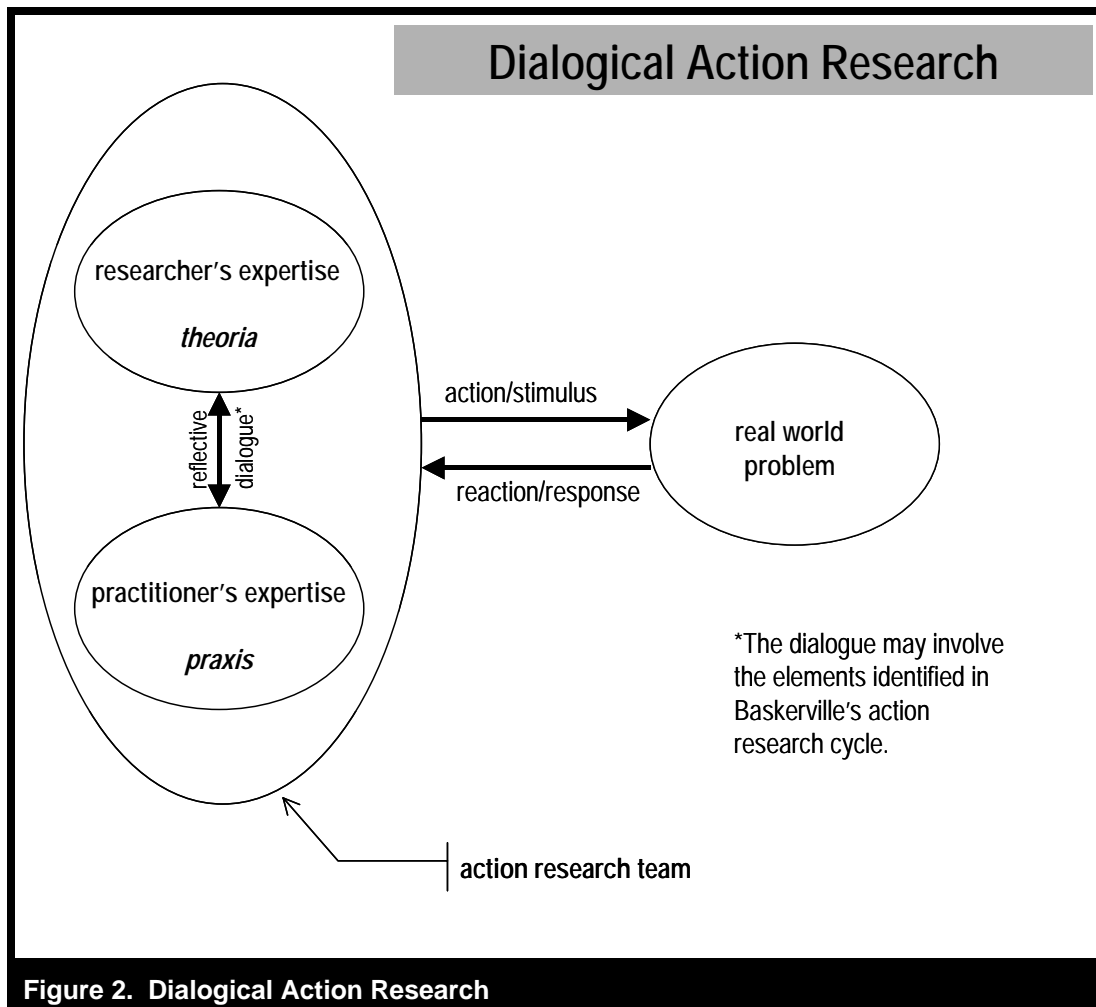 Dialogical Action Research
researcher's expertise
theoria
reflective
dialogue*
practitioner's expertise
praxis
action/stimulus
reaction/response
real world
problem
*The dialogue may involve
the elements identified in
Baskerville's action
research cycle.
action research team
Figure 2. Dialogical Action Research